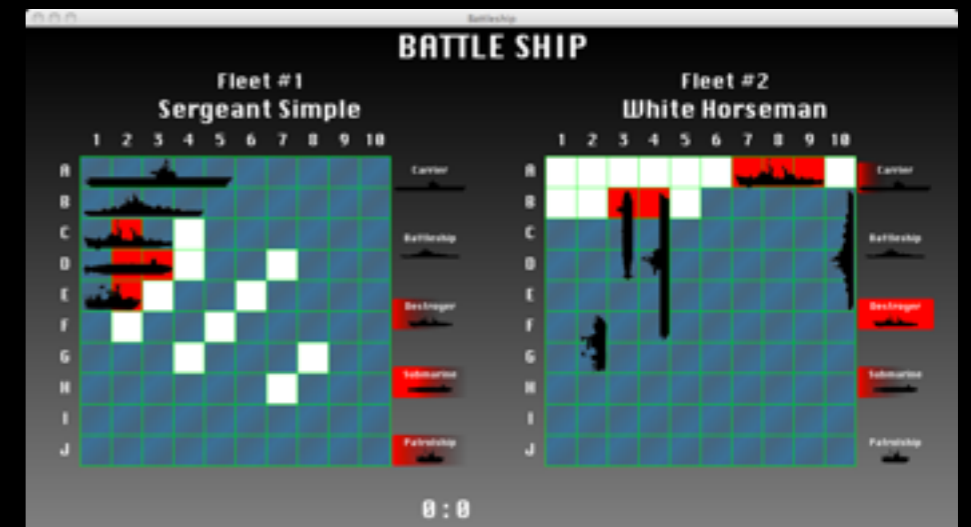 Battleship
BATTLE SHIP
Fleet #1
Sergeant Simple
1 2 3 4 5 6 7 8 9 10
A
B
C
D
E
F
G
H
I
J
Carrier
Battleship
Destroyer
Submarine
Patrolship
Fleet #2
White Horseman
1 2 3 4 5 6 7 8 9 10
A
B
C
D
E
F
G
H
I
J
Carrier
Battleship
Destroyer
Submarine
Patrolship
0:0